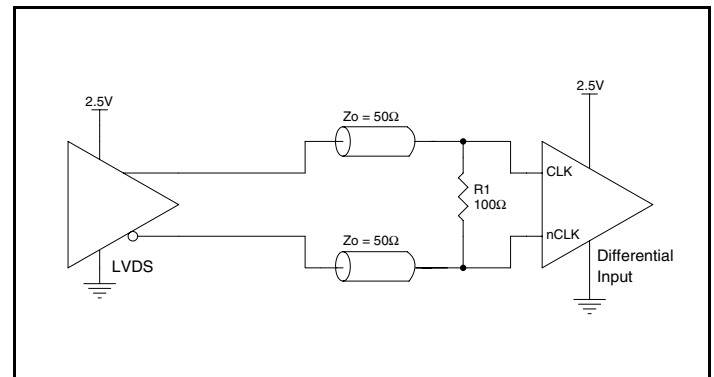 2.5V
2.5V
Zo = 50Ω
CLK
R1
100Ω
Zo = 50Ω
nCLK
LVDS
Differential
Input